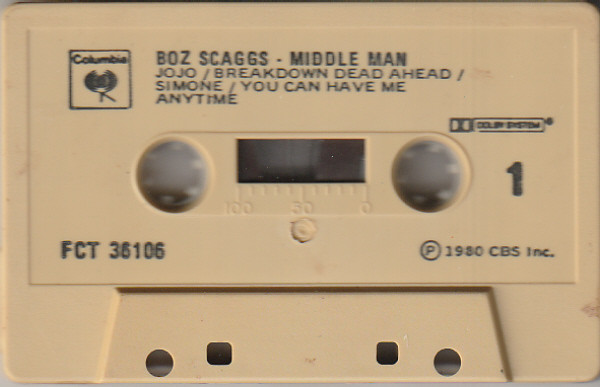 Columbia
BOZ SCAGGS - MIDDLE MAN
JOJO / BREAKDOWN DEAD AHEAD /
SIMONE / YOU CAN HAVE ME
ANYTIME
DOLBY SYSTEM®
1
100 50 0
FCT 36106
Ⓟ 1980 CBS Inc.